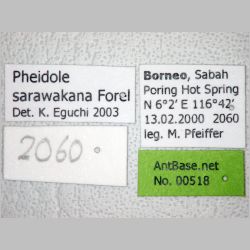 Pheidole
sarawakana Forel
Det. K. Eguchi 2003
2060
Borneo, Sabah
Poring Hot Spring
N 6°2' E 116°42'
13.02.2000 2060
leg. M. Pfeiffer
AntBase.net
No. 00518